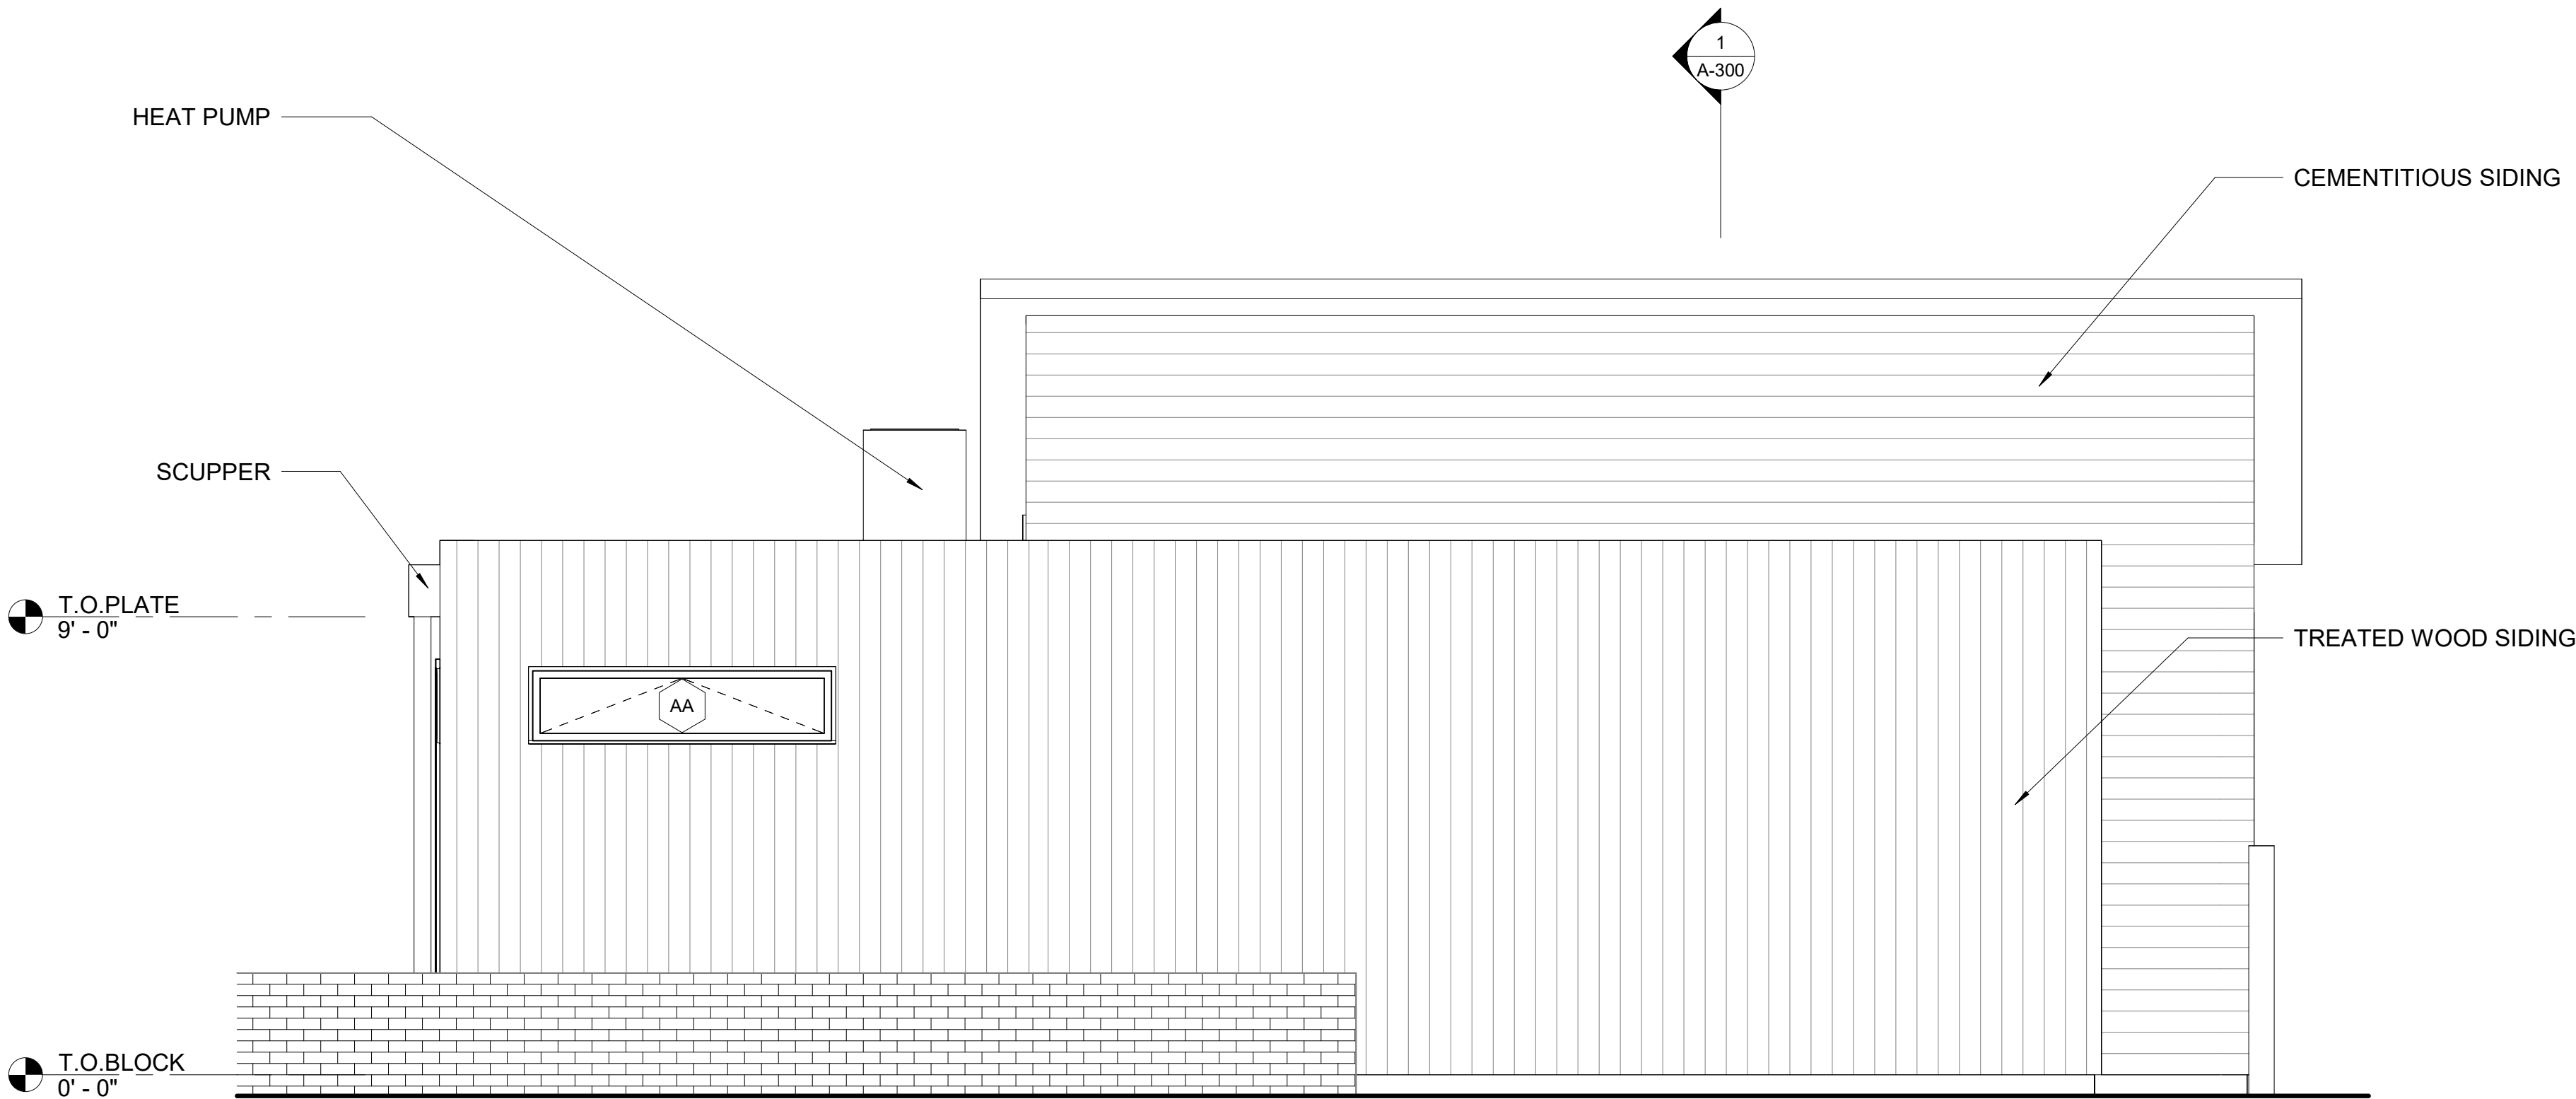 1
A-300
HEAT PUMP
CEMENTITIOUS SIDING
SCUPPER
T.O.PLATE
9' - 0"
TREATED WOOD SIDING
AA
T.O.BLOCK
0' - 0"